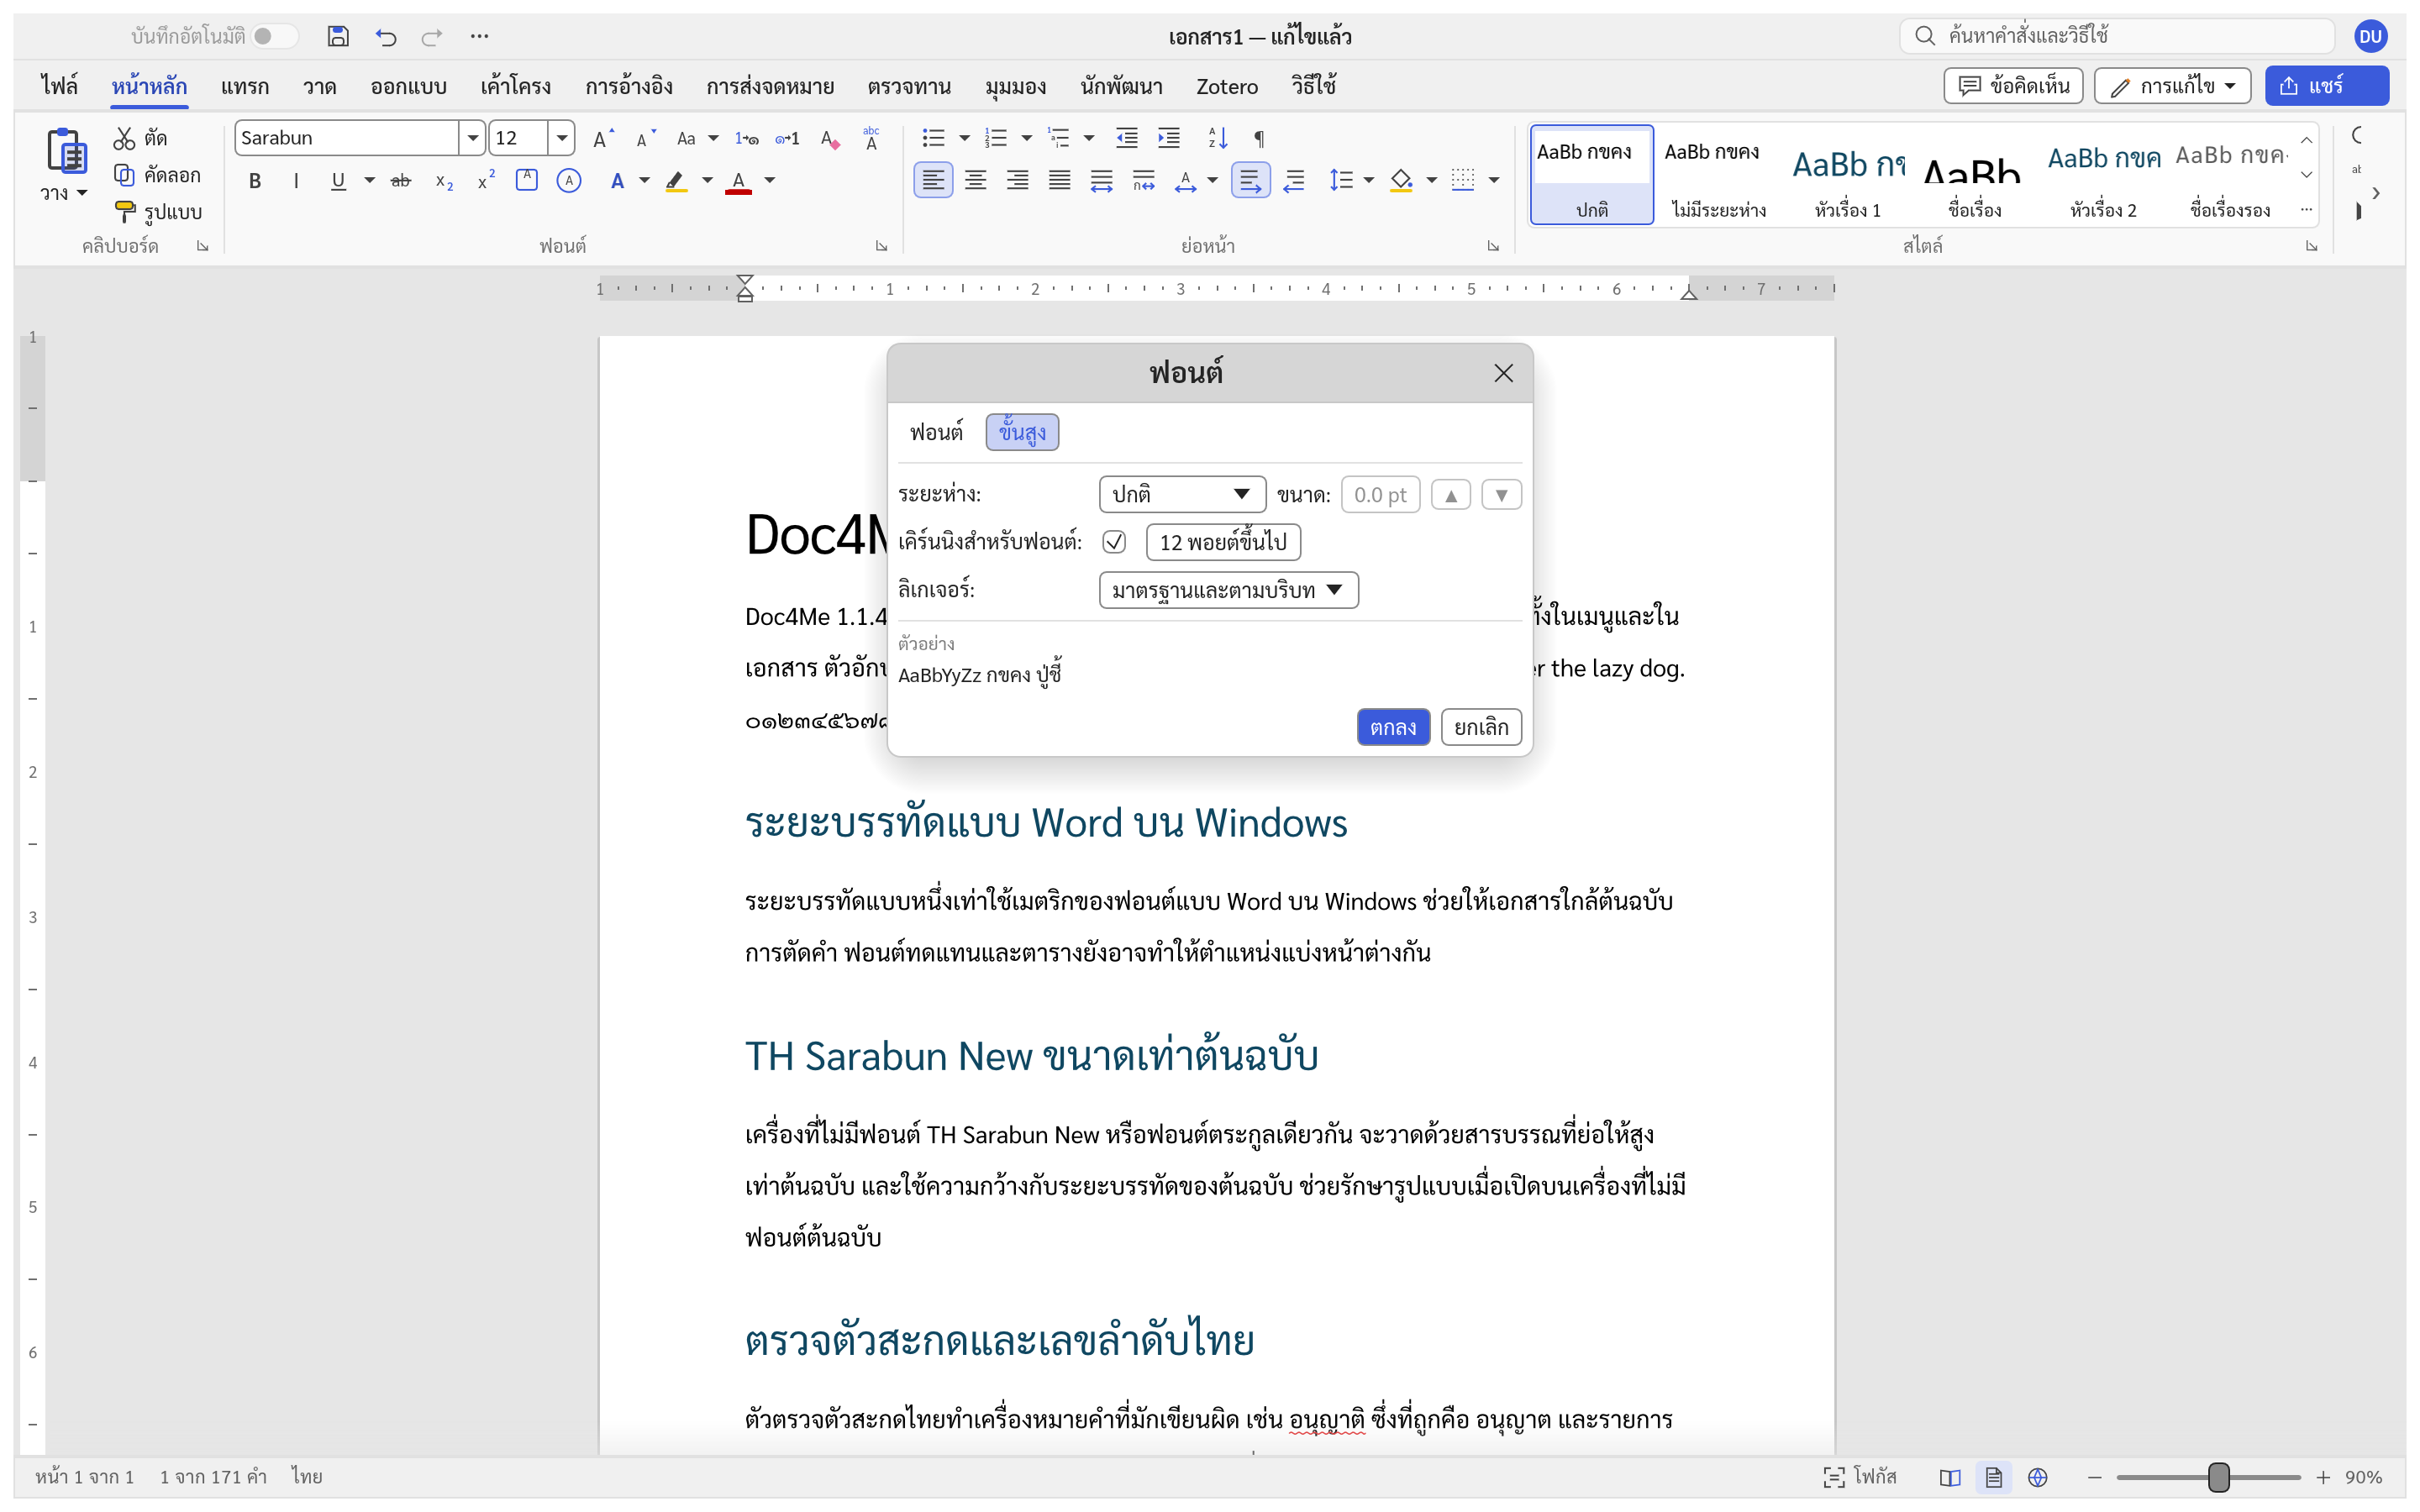 บันทึกอัตโนมัติ
เอกสาร1 — แก้ไขแล้ว
ค้นหาคำสั่งและวิธีใช้
DU
ไฟล์ หน้าหลัก แทรก วาด ออกแบบ เค้าโครง การอ้างอิง การส่งจดหมาย ตรวจทาน มุมมอง นักพัฒนา Zotero วิธีใช้
ข้อคิดเห็น การแก้ไข แชร์
วาง
ตัด
คัดลอก
รูปแบบ
คลิปบอร์ด
Sarabun 12
ฟอนต์
ย่อหน้า
AaBb กขคง AaBb กขคง AaBb กข AaBb AaBb กขค AaBb กขค
ปกติ ไม่มีระยะห่าง หัวเรื่อง 1 ชื่อเรื่อง หัวเรื่อง 2 ชื่อเรื่องรอง
สไตล์
1 1 2 3 4 5 6 7
ฟอนต์
ฟอนต์ ขั้นสูง
ระยะห่าง: ปกติ ขนาด: 0.0 pt
เคิร์นนิงสำหรับฟอนต์: 12 พอยต์ขึ้นไป
ลิเกเจอร์: มาตรฐานและตามบริบท
ตัวอย่าง
AaBbYyZz กขคง ปู่ชี้
ตกลง ยกเลิก
Doc4M
Doc4Me 1.1.4 ทั้งในเมนูและใน
เอกสาร ตัวอัก er the lazy dog.
๐๑๒๓๔๕๖๗๘
ระยะบรรทัดแบบ Word บน Windows
ระยะบรรทัดแบบหนึ่งเท่าใช้เมตริกของฟอนต์แบบ Word บน Windows ช่วยให้เอกสารใกล้ต้นฉบับ
การตัดคำ ฟอนต์ทดแทนและตารางยังอาจทำให้ตำแหน่งแบ่งหน้าต่างกัน
TH Sarabun New ขนาดเท่าต้นฉบับ
เครื่องที่ไม่มีฟอนต์ TH Sarabun New หรือฟอนต์ตระกูลเดียวกัน จะวาดด้วยสารบรรณที่ย่อให้สูง
เท่าต้นฉบับ และใช้ความกว้างกับระยะบรรทัดของต้นฉบับ ช่วยรักษารูปแบบเมื่อเปิดบนเครื่องที่ไม่มี
ฟอนต์ต้นฉบับ
ตรวจตัวสะกดและเลขลำดับไทย
ตัวตรวจตัวสะกดไทยทำเครื่องหมายคำที่มักเขียนผิด เช่น อนุญาติ ซึ่งที่ถูกคือ อนุญาต และรายการ
1
1
2
3
4
5
6
หน้า 1 จาก 1 1 จาก 171 คำ ไทย
โฟกัส 90%